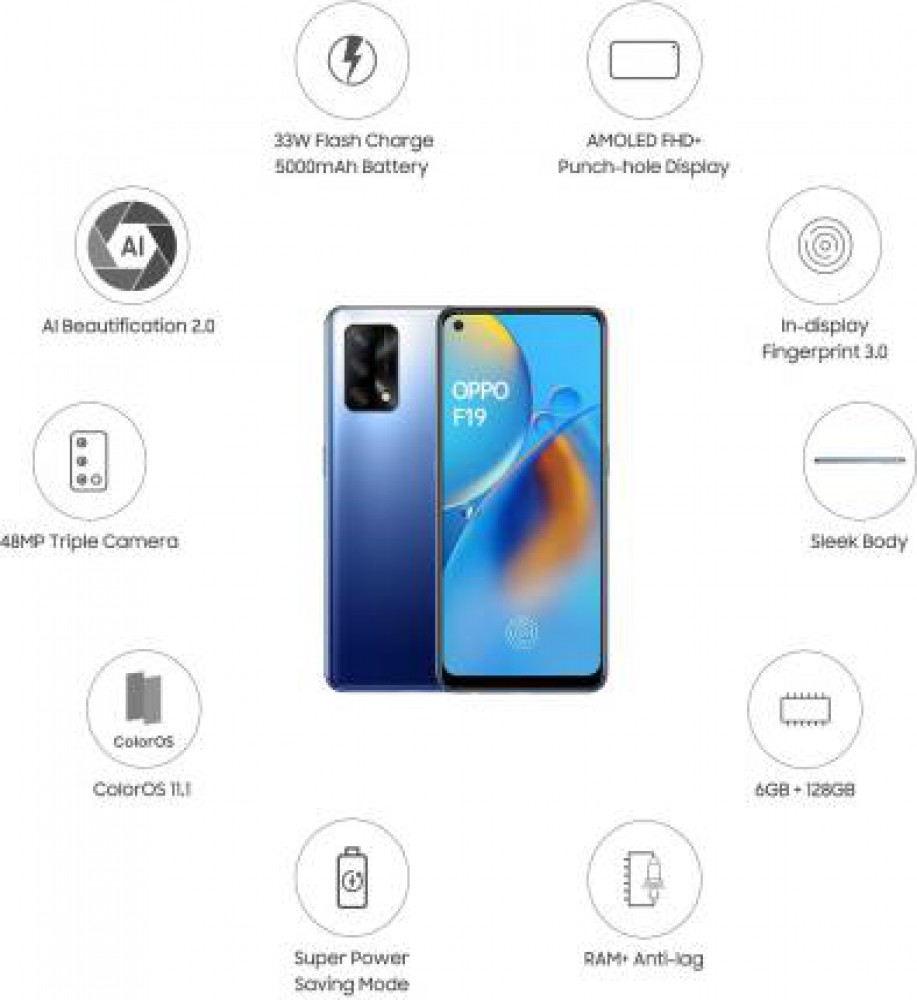 33W Flash Charge
5000mAh Battery
AMOLED FHD+
Punch-hole Display
AI
AI Beautification 2.0
In-display
Fingerprint 3.0
OPPO
F19
48MP Triple Camera
Sleek Body
ColorOS
ColorOS 11.1
6GB + 128GB
Super Power
Saving Mode
RAM+ Anti-lag